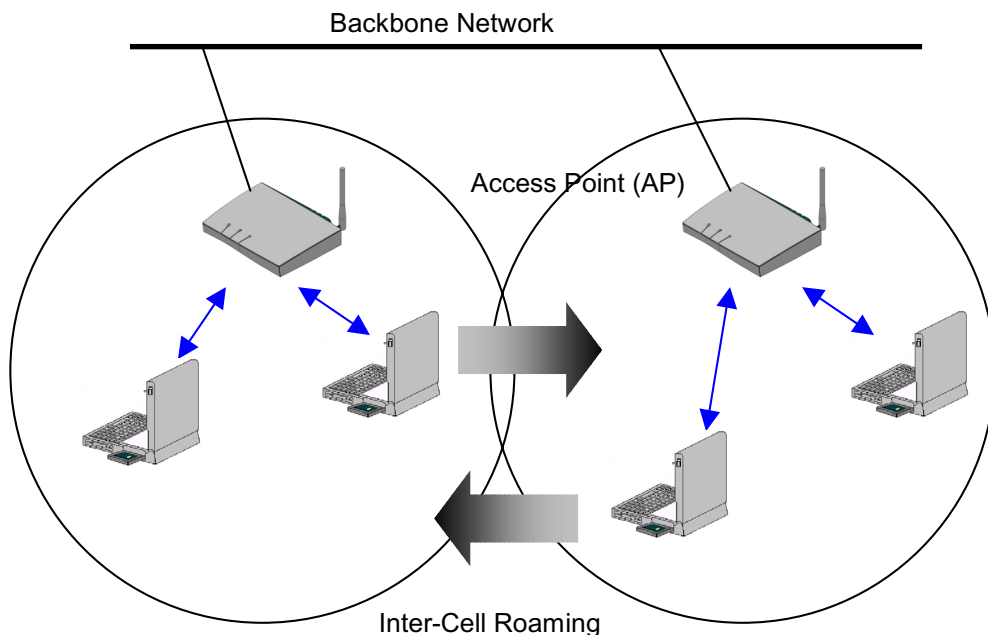 Backbone Network
Access Point (AP)
Inter-Cell Roaming